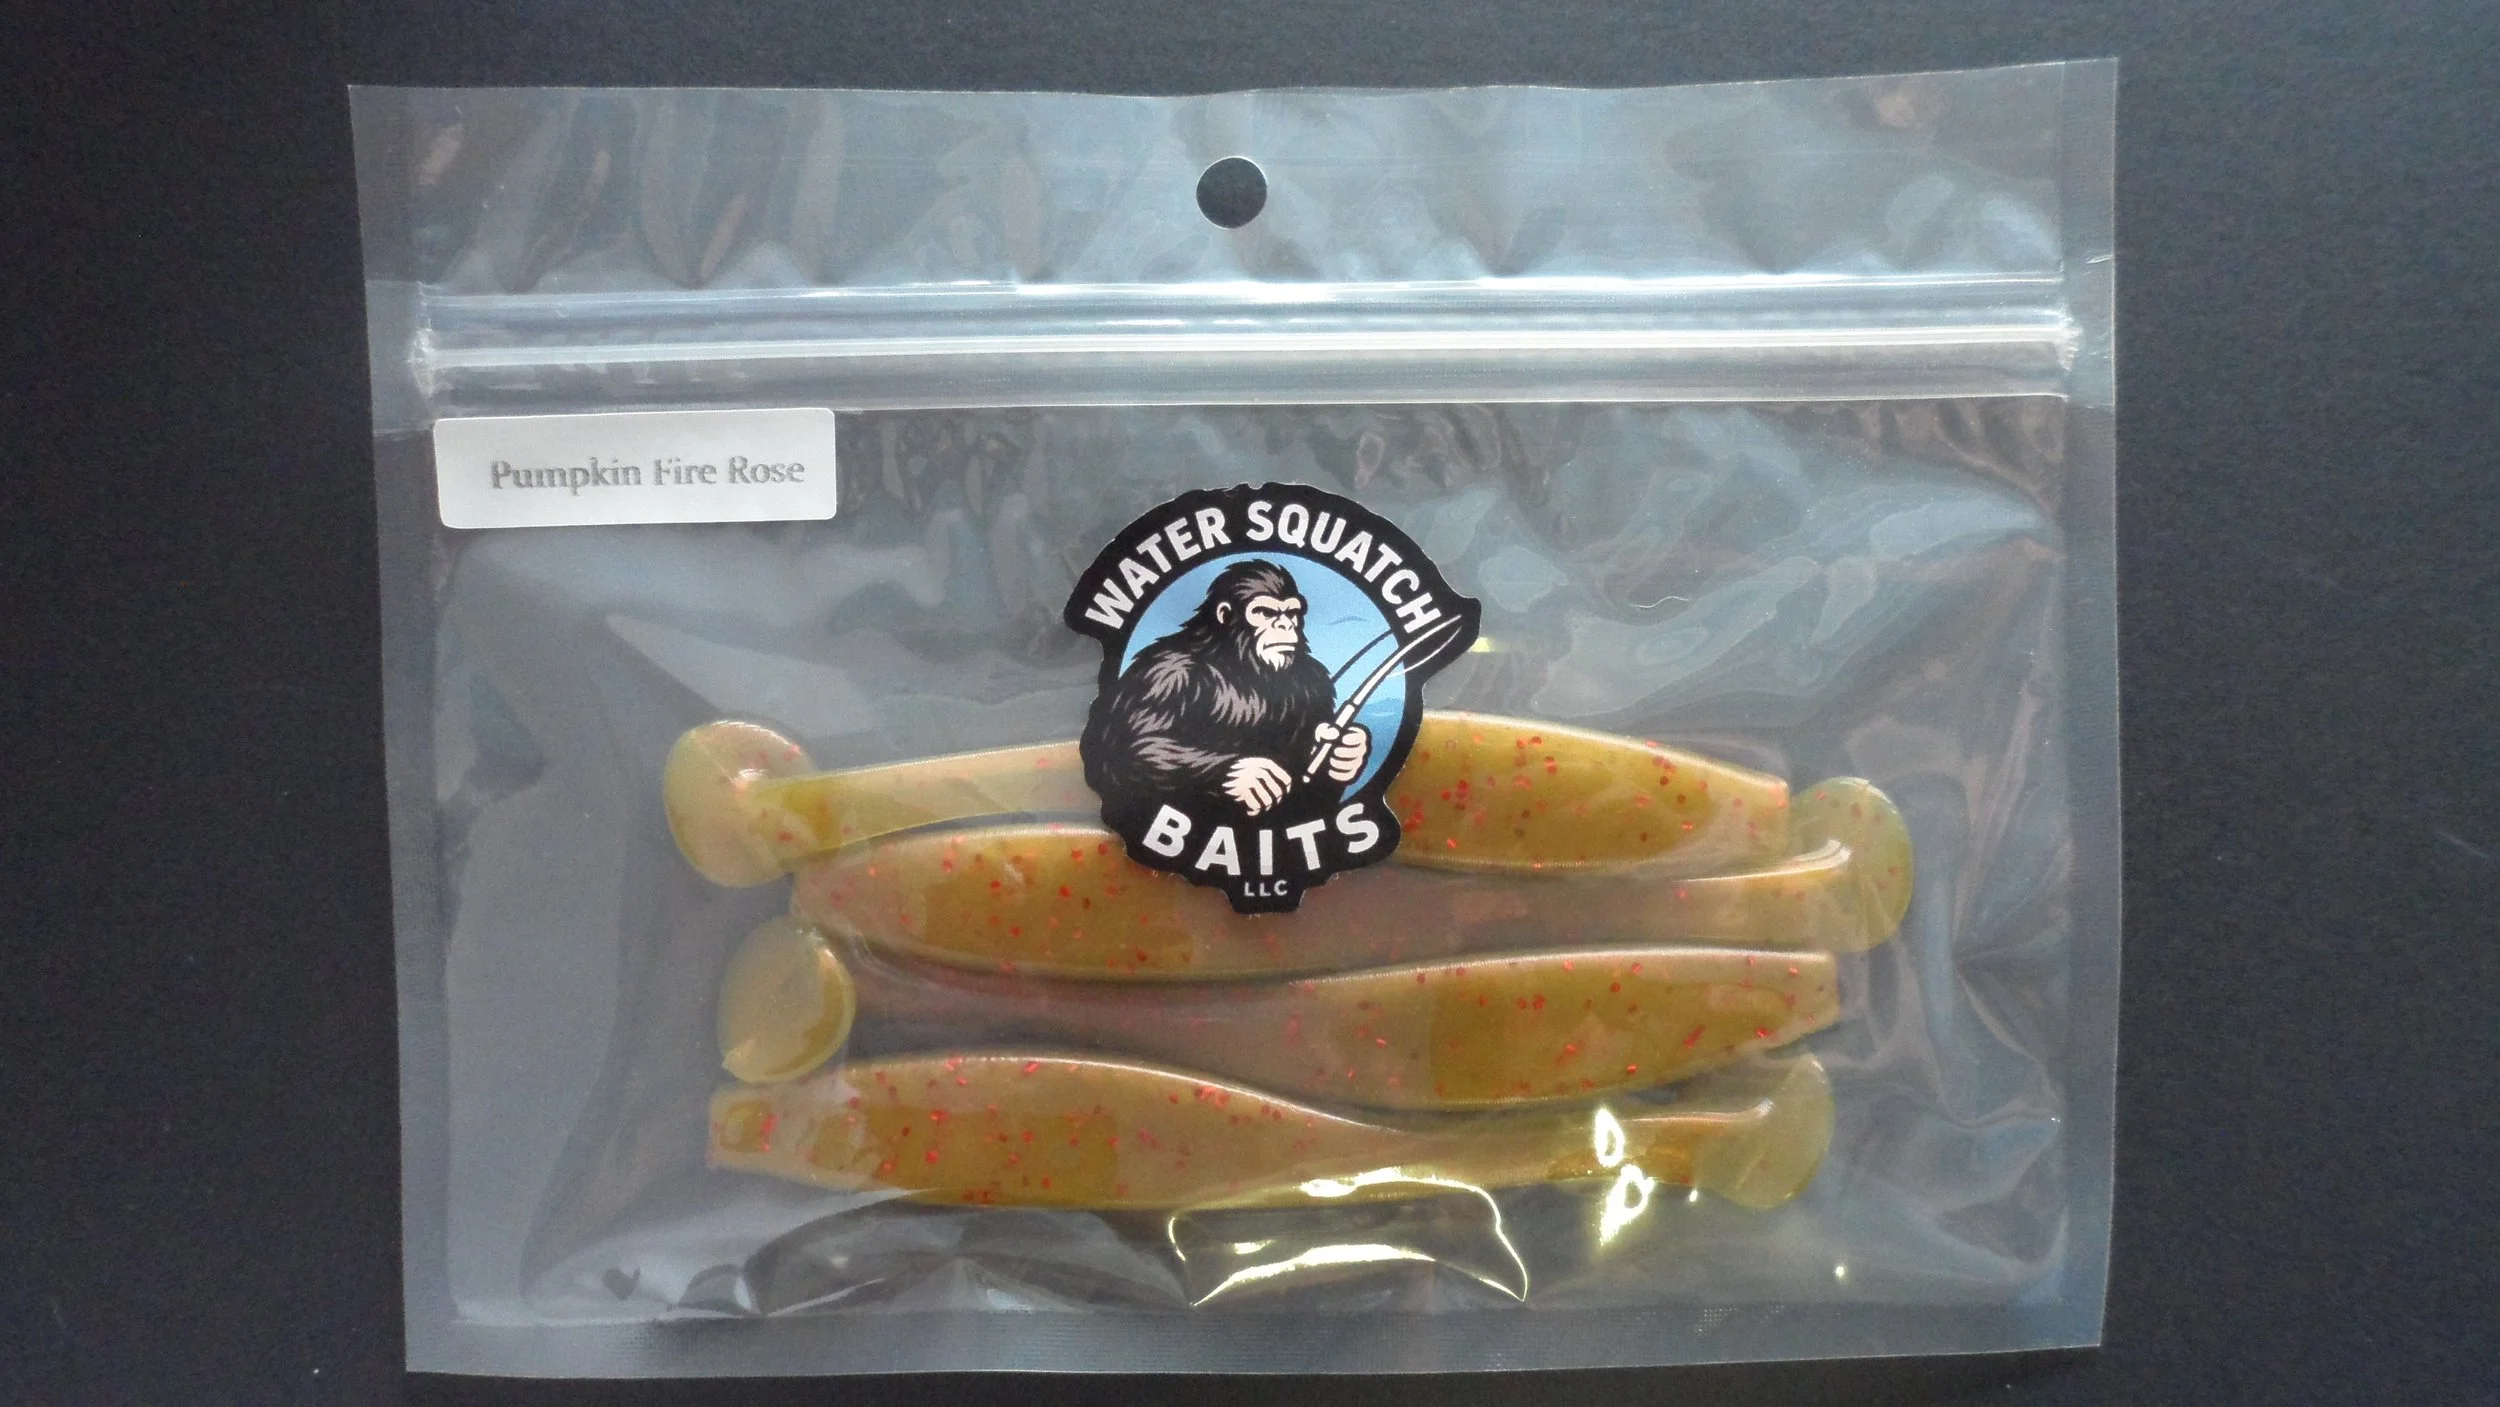 Pumpkin Fire Rose
WATER SQUATCH
BAITS
LLC